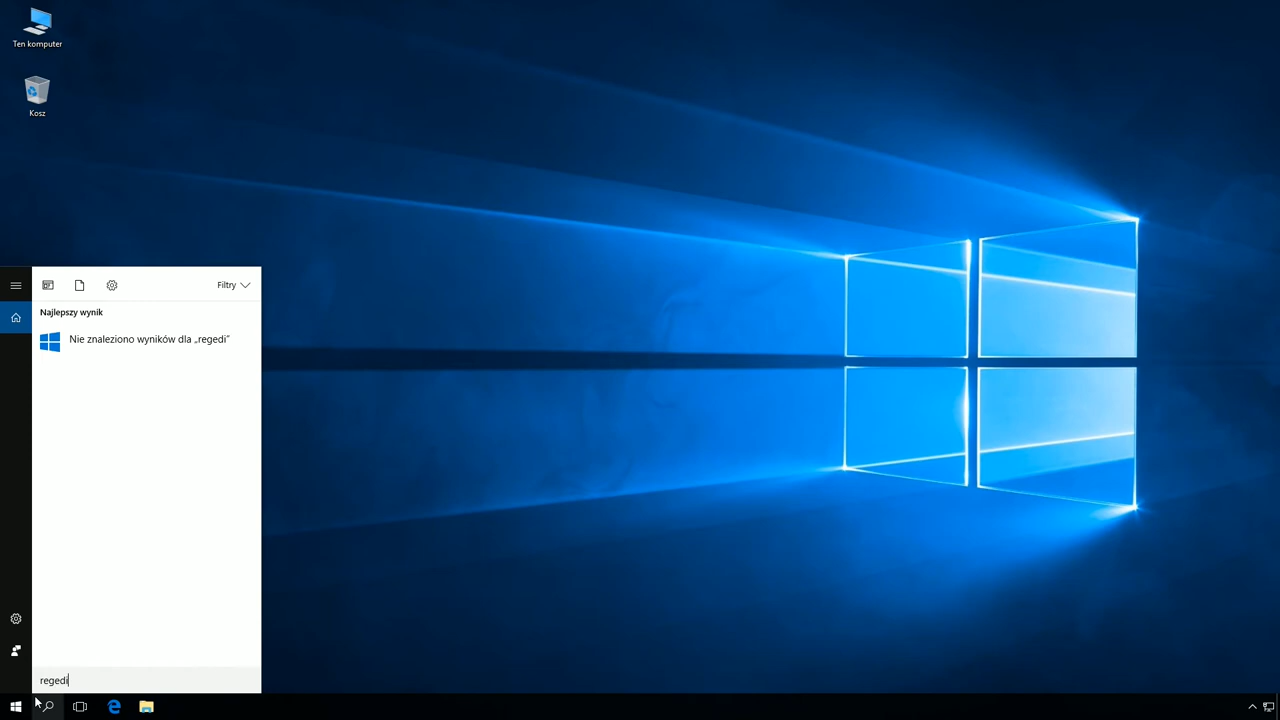 Ten komputer
Kosz
Filtry
Najlepszy wynik
Nie znaleziono wyników dla „regedi”
regedi